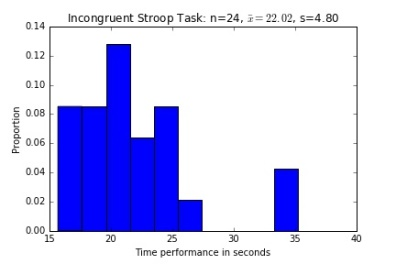 Incongruent Stroop Task: n=24, x̄ = 22.02, s=4.80
0.14
0.12
0.10
0.08
0.06
0.04
0.02
0.00
Proportion
15 20 25 30 35 40
Time performance in seconds